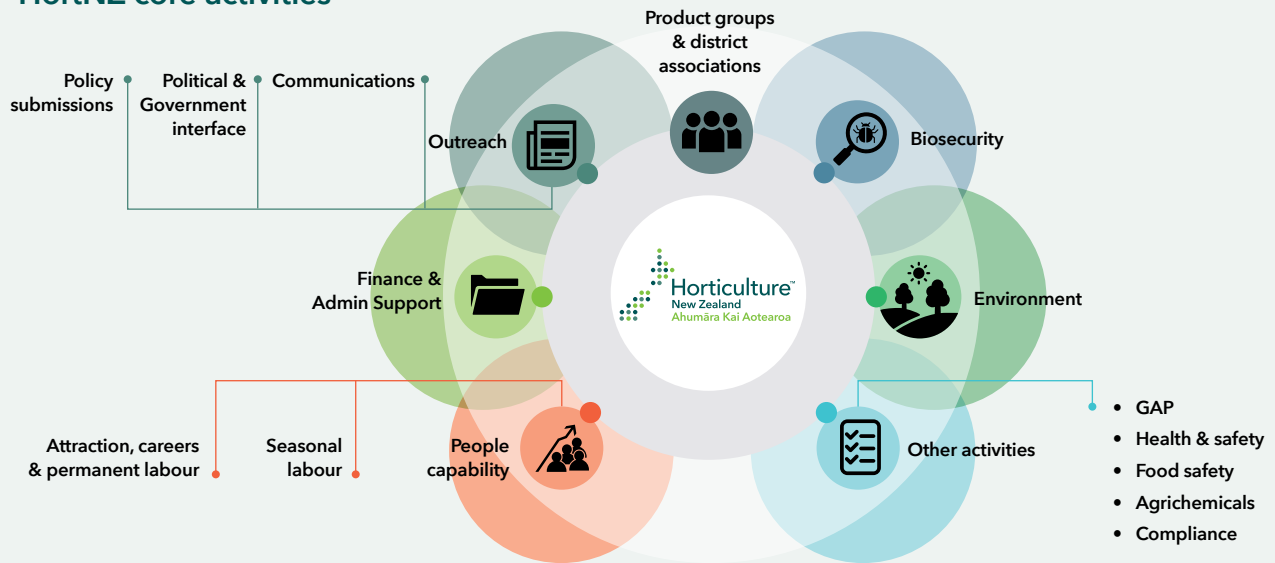 HortNZ core activities
Product groups
& district
associations
Policy
submissions
Political &
Government
interface
Communications
Outreach
Biosecurity
Finance &
Admin Support
Horticulture™
New Zealand
Ahumāra Kai Aotearoa
Environment
Attraction, careers
& permanent labour
Seasonal
labour
People
capability
Other activities
• GAP
• Health & safety
• Food safety
• Agrichemicals
• Compliance